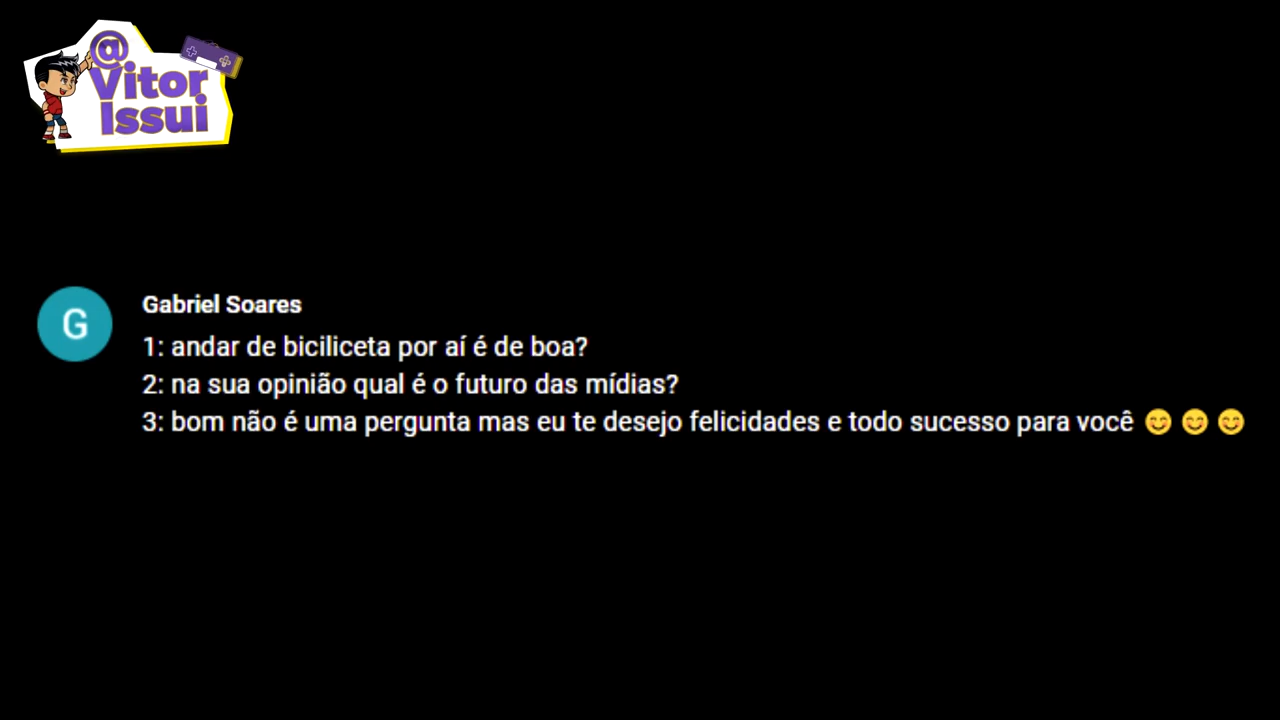 @
Vitor
Issui
G
Gabriel Soares
1: andar de biciliceta por aí é de boa?
2: na sua opinião qual é o futuro das mídias?
3: bom não é uma pergunta mas eu te desejo felicidades e todo sucesso para você 😊 😊 😊